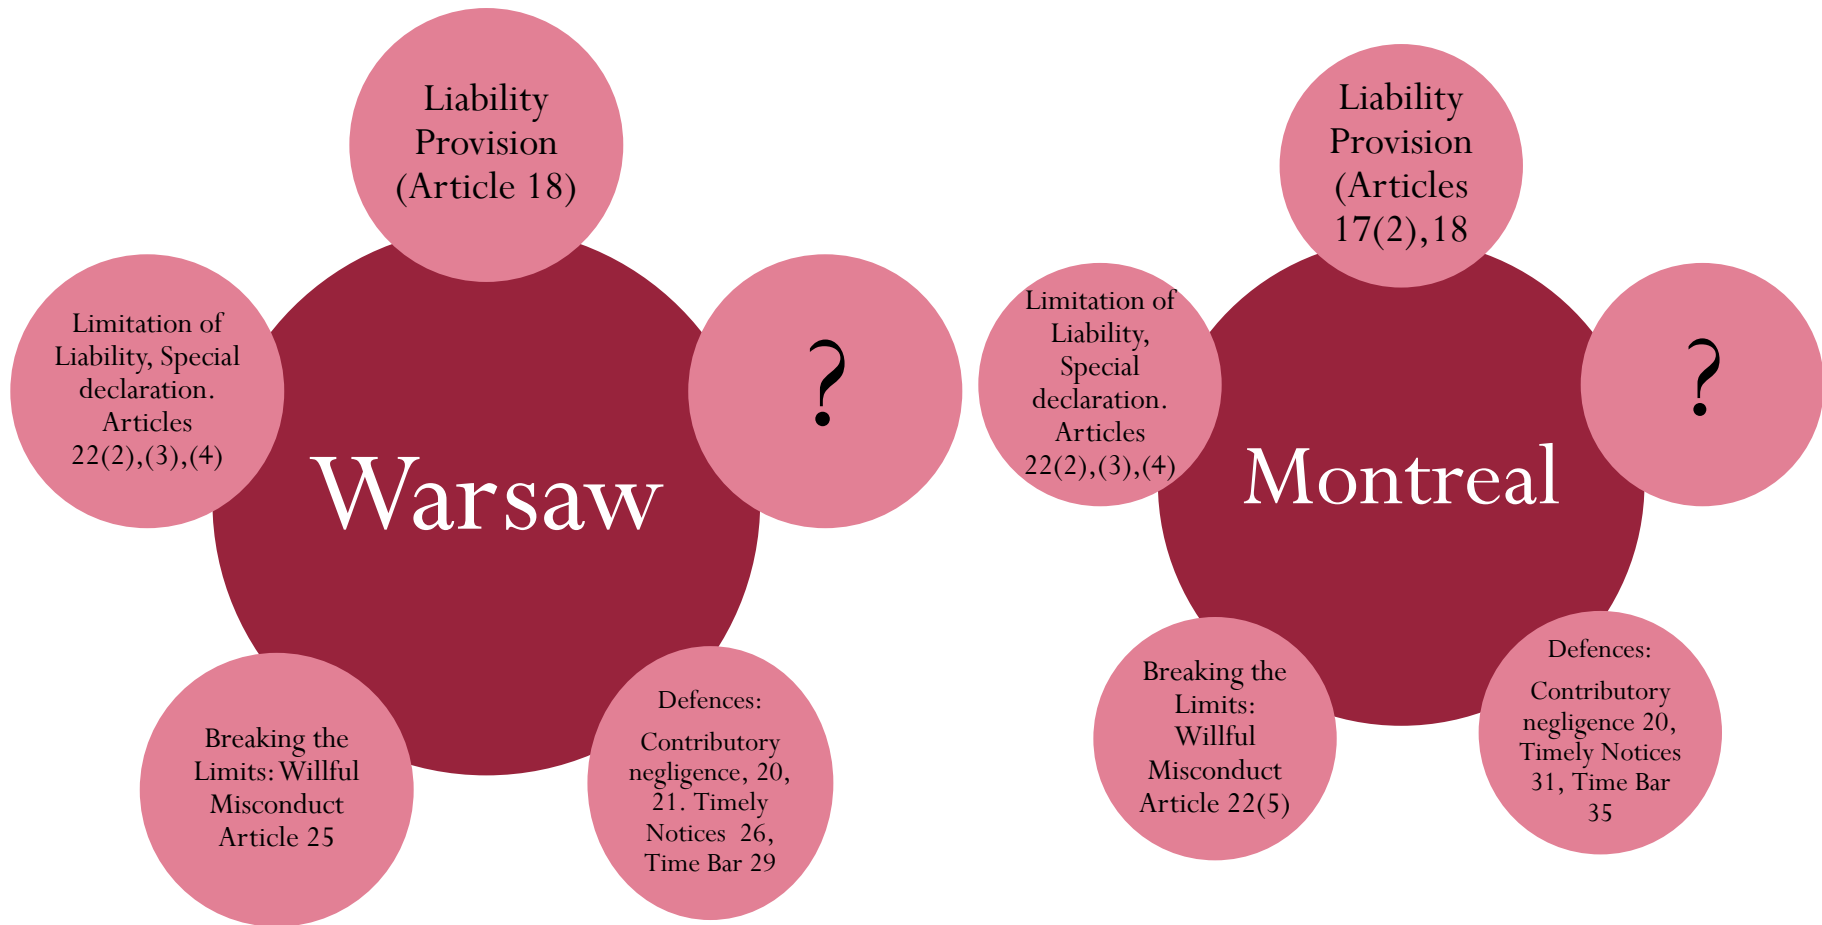 Liability
Provision
(Article 18)
?
Defences:
Contributory
negligence, 20,
21. Timely
Notices 26,
Time Bar 29
Breaking the
Limits: Willful
Misconduct
Article 25
Limitation of
Liability, Special
declaration.
Articles
22(2),(3),(4)
Warsaw
Liability
Provision
(Articles
17(2),18
?
Defences:
Contributory
negligence 20,
Timely Notices
31, Time Bar
35
Breaking the
Limits:
Willful
Misconduct
Article 22(5)
Limitation of
Liability,
Special
declaration.
Articles
22(2),(3),(4)
Montreal